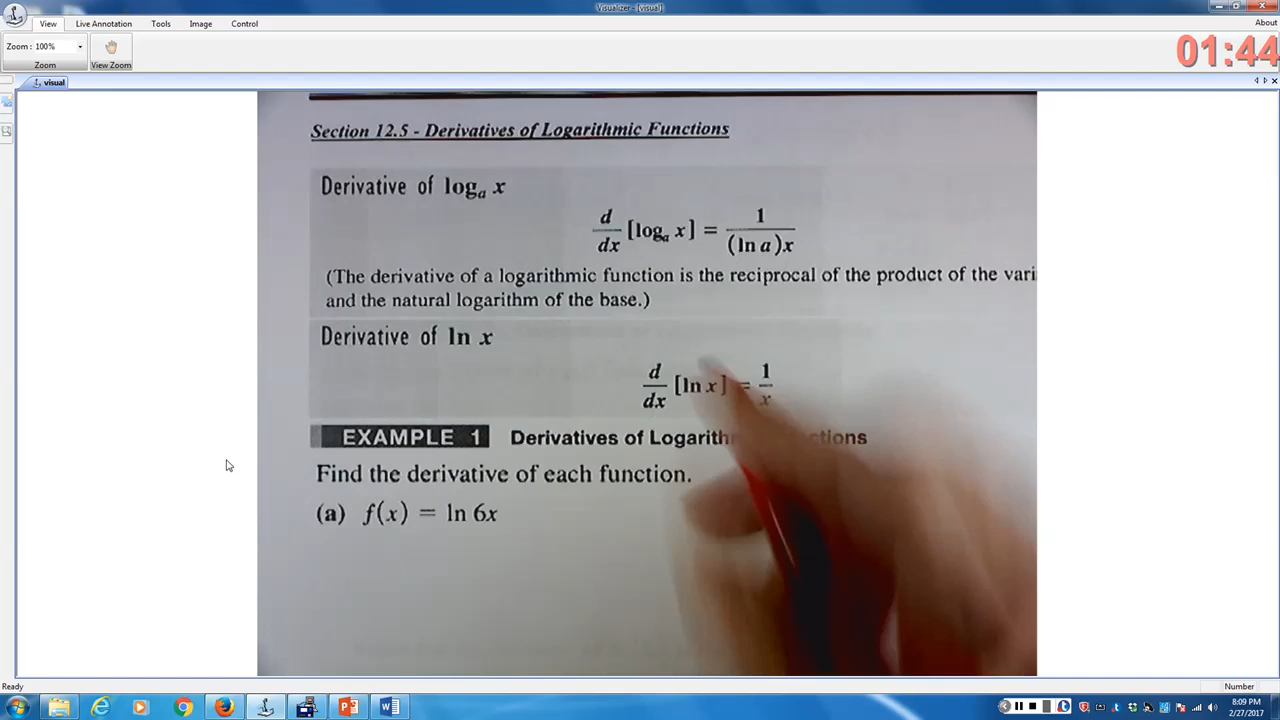 Visualizer - [visual]
View Live Annotation Tools Image Control
About
Zoom : 100%
View Zoom
Zoom
01:44
visual
Section 12.5 - Derivatives of Logarithmic Functions
Derivative of logₐ x
d/dx [logₐ x] = 1/((ln a)x)
(The derivative of a logarithmic function is the reciprocal of the product of the vari
and the natural logarithm of the base.)
Derivative of ln x
d/dx [ln x] = 1/x
EXAMPLE 1 Derivatives of Logarith
Find the derivative of each function.
(a) f(x) = ln 6x
Ready
Number
8:09 PM
2/27/2017